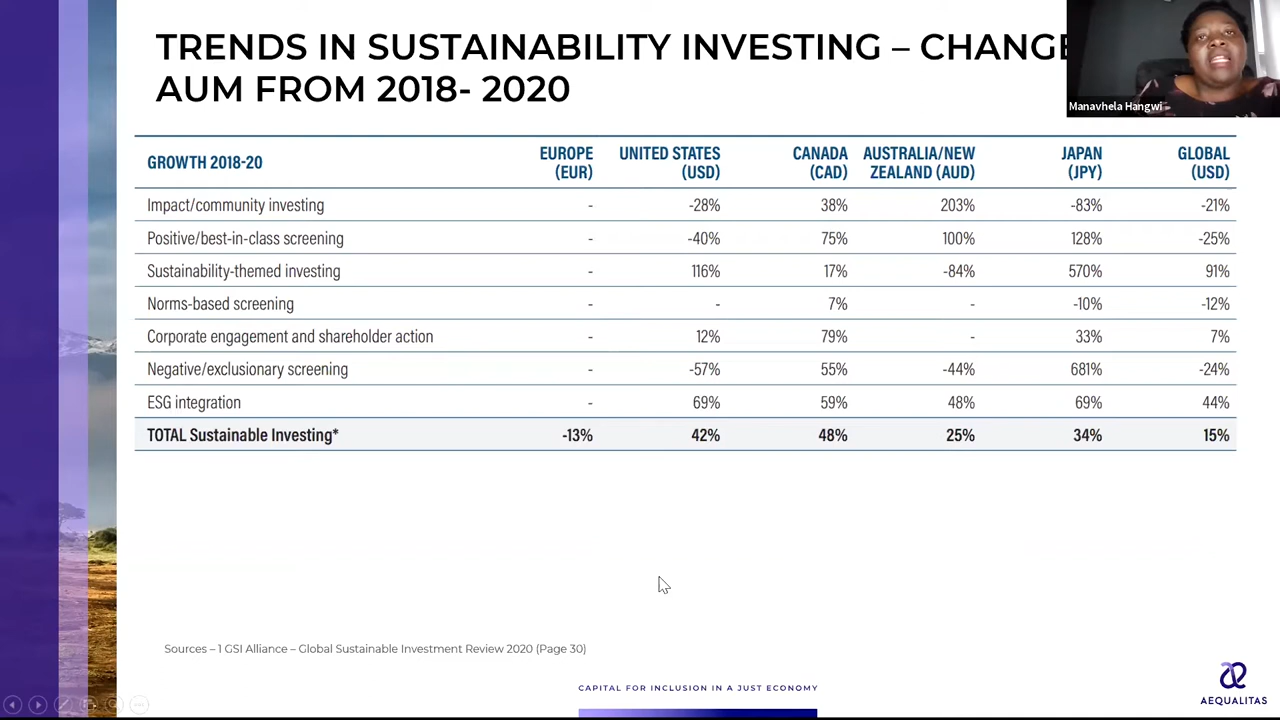 TRENDS IN SUSTAINABILITY INVESTING – CHANGE
AUM FROM 2018- 2020
Manavhela Hangwi
GROWTH 2018-20 EUROPE (EUR) UNITED STATES (USD) CANADA (CAD) AUSTRALIA/NEW ZEALAND (AUD) JAPAN (JPY) GLOBAL (USD)
Impact/community investing - -28% 38% 203% -83% -21%
Positive/best-in-class screening - -40% 75% 100% 128% -25%
Sustainability-themed investing - 116% 17% -84% 570% 91%
Norms-based screening - - 7% - -10% -12%
Corporate engagement and shareholder action - 12% 79% - 33% 7%
Negative/exclusionary screening - -57% 55% -44% 681% -24%
ESG integration - 69% 59% 48% 69% 44%
TOTAL Sustainable Investing* -13% 42% 48% 25% 34% 15%
Sources – 1 GSI Alliance – Global Sustainable Investment Review 2020 (Page 30)
CAPITAL FOR INCLUSION IN A JUST ECONOMY
AEQUALITAS